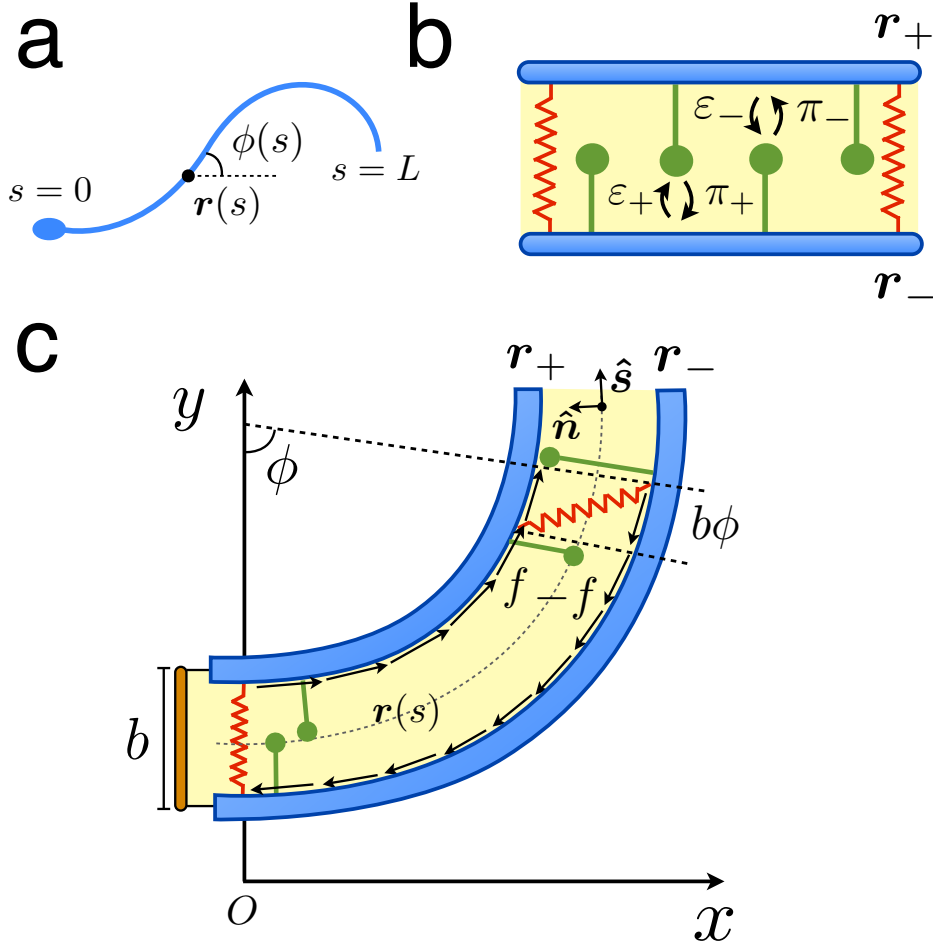 a
ϕ(s)
s = 0
r(s)
s = L
b
r₊
ε₋ π₋
ε₊ π₊
r₋
c
r₊ r₋
y
ŝ
n̂
ϕ
bϕ
f −f
r(s)
b
O
x